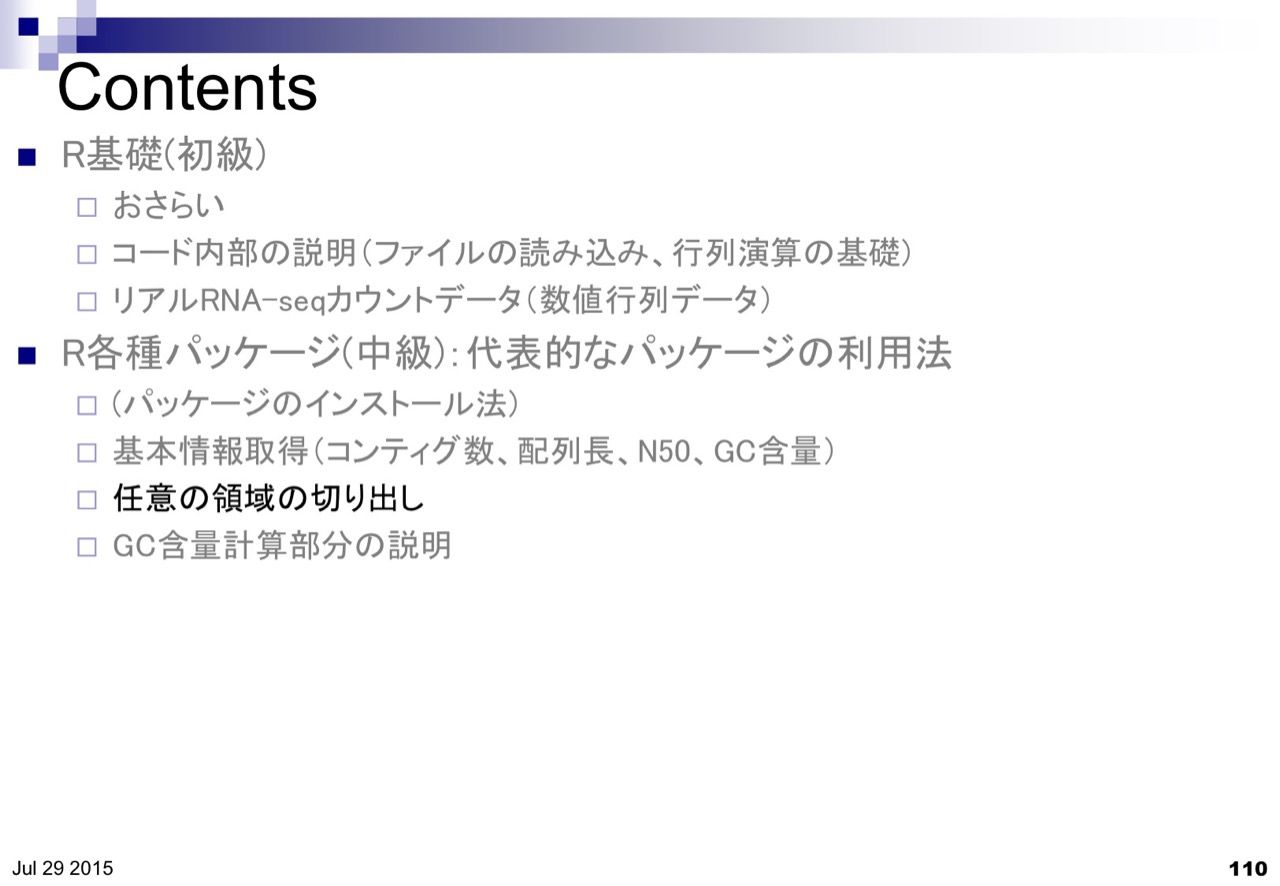 Contents
R基礎(初級)
おさらい
コード内部の説明（ファイルの読み込み、行列演算の基礎）
リアルRNA-seqカウントデータ（数値行列データ）
R各種パッケージ(中級)：代表的なパッケージの利用法
（パッケージのインストール法）
基本情報取得（コンティグ数、配列長、N50、GC含量）
任意の領域の切り出し
GC含量計算部分の説明
Jul 29 2015
110